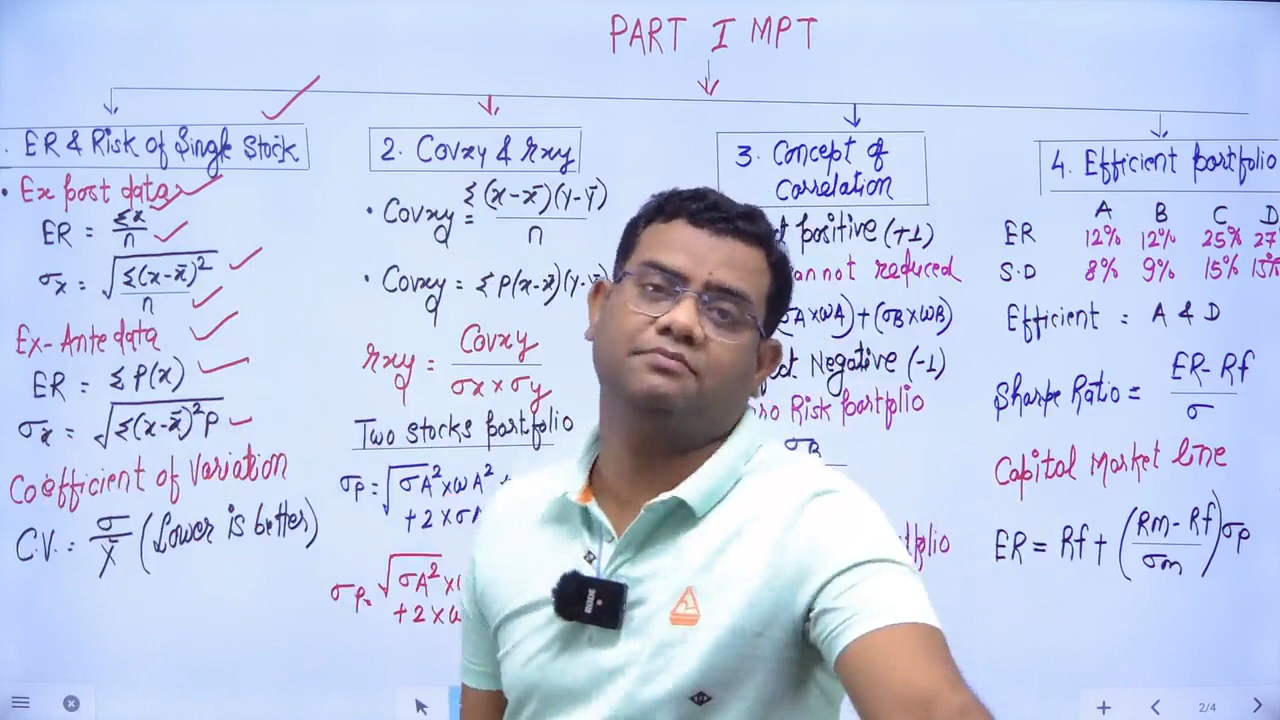 PART I MPT
. ER & Risk of Single Stock
• Ex post data
ER = Σx/n
σx = √Σ(x-x̄)²/n
Ex-Ante data
ER = Σ P(x)
σx = √Σ(x-x̄)²P
Coefficient of Variation
C.V. = σ/x̄ (Lower is better)
2. Covxy & rxy
• Covxy = Σ(x-x̄)(Y-Ȳ)/n
• Covxy = Σ P(x-x̄)(Y-
rxy = Covxy/σx × σy
Two stocks portfolio
σp = √σA² × WA² +
+2 × σA
σp = √σA² ×
+2 × W
3. Concept of
Correlation
positive (+1)
cannot reduced
(σA × WA) + (σB × WB)
Negative (-1)
Risk portfolio
σB
4. Efficient portfolio
A B C D
ER 12% 12% 25% 27
S.D 8% 9% 15% 15%
Efficient = A & D
Sharpe Ratio = ER - Rf/σ
Capital Market line
ER = Rf + (Rm - Rf/σm) σp
RODE
2/4